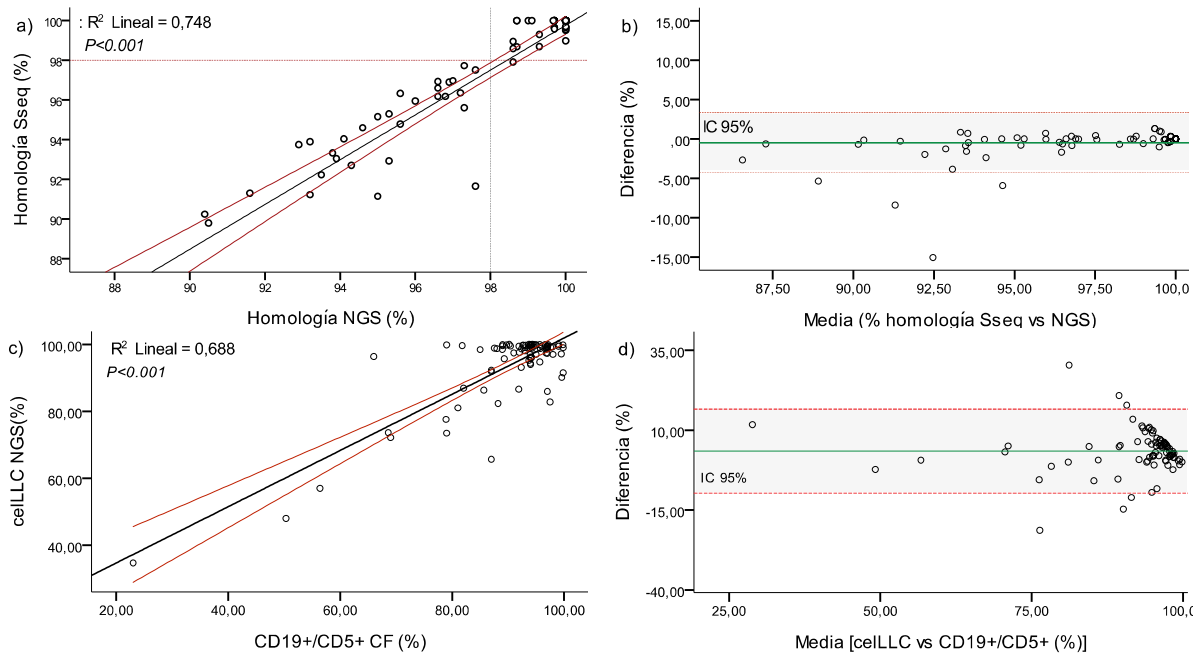 a)
: R² Lineal = 0,748
P<0.001
100
98
96
94
92
90
88
Homología Sseq (%)
88
90
92
94
96
98
100
Homología NGS (%)
b)
15,00
10,00
5,00
,00
-5,00
-10,00
-15,00
Diferencia (%)
IC 95%
87,50
90,00
92,50
95,00
97,50
100,0
Media (% homología Sseq vs NGS)
c)
R² Lineal = 0,688
P<0.001
100,00
80,00
60,00
40,00
celLLC NGS(%)
20,00
40,00
60,00
80,00
100,00
CD19+/CD5+ CF (%)
d)
35,00
10,00
-15,00
-40,00
Diferencia (%)
IC 95%
25,00
50,00
75,00
100,0
Media [celLLC vs CD19+/CD5+ (%)]